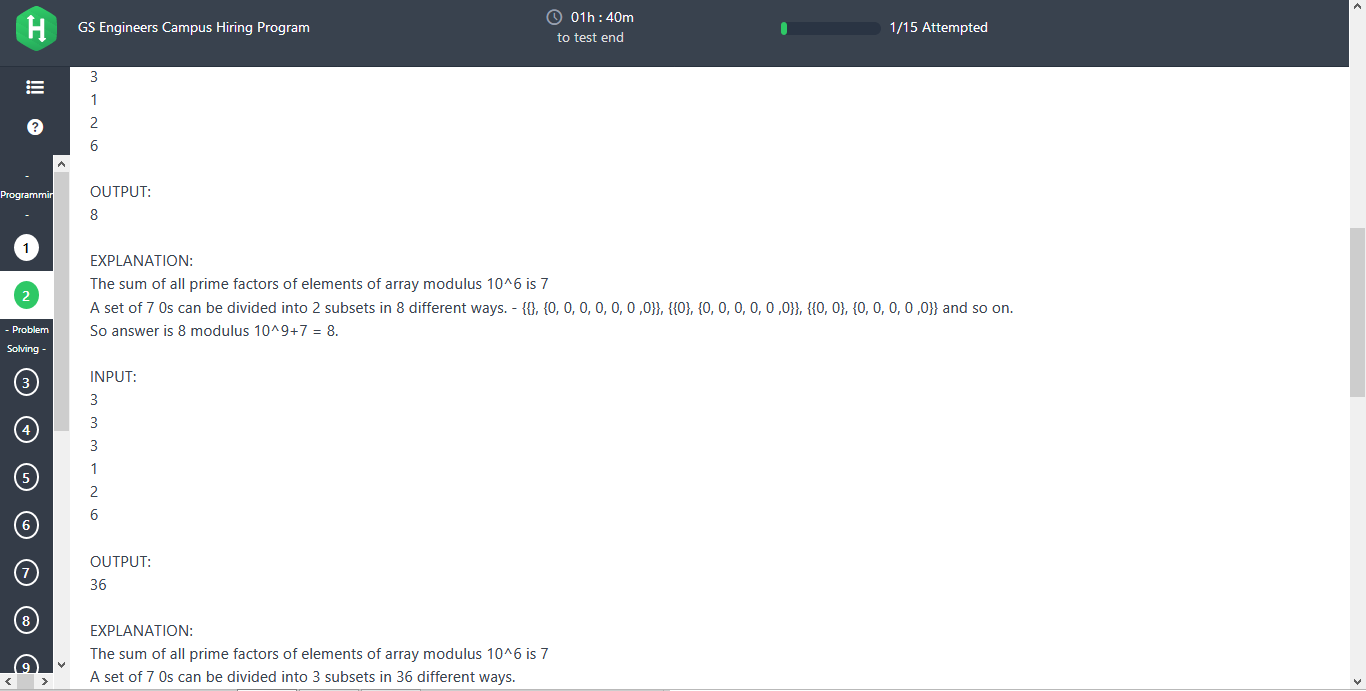 GS Engineers Campus Hiring Program
01h : 40m
to test end
1/15 Attempted
?
-
Programmin
-
1
2
- Problem
Solving -
3
4
5
6
7
8
9
3
1
2
6
OUTPUT:
8
EXPLANATION:
The sum of all prime factors of elements of array modulus 10^6 is 7
A set of 7 0s can be divided into 2 subsets in 8 different ways. - {{}, {0, 0, 0, 0, 0, 0 ,0}}, {{0}, {0, 0, 0, 0, 0 ,0}}, {{0, 0}, {0, 0, 0, 0 ,0}} and so on.
So answer is 8 modulus 10^9+7 = 8.
INPUT:
3
3
3
1
2
6
OUTPUT:
36
EXPLANATION:
The sum of all prime factors of elements of array modulus 10^6 is 7
A set of 7 0s can be divided into 3 subsets in 36 different ways.